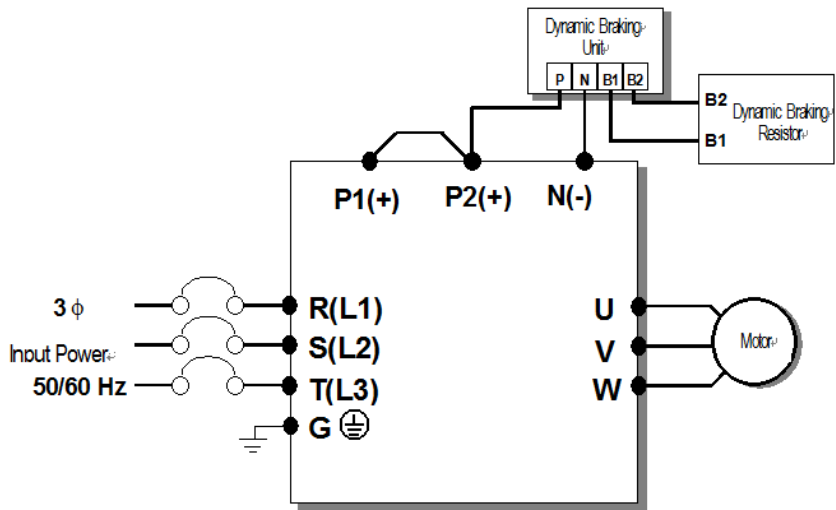 Dynamic Braking
Unit
P N B1 B2
B2
Dynamic Braking
Resistor
B1
P1(+) P2(+) N(-)
3 ϕ
R(L1)
U
Input Power
S(L2)
V
Motor
50/60 Hz
T(L3)
W
G